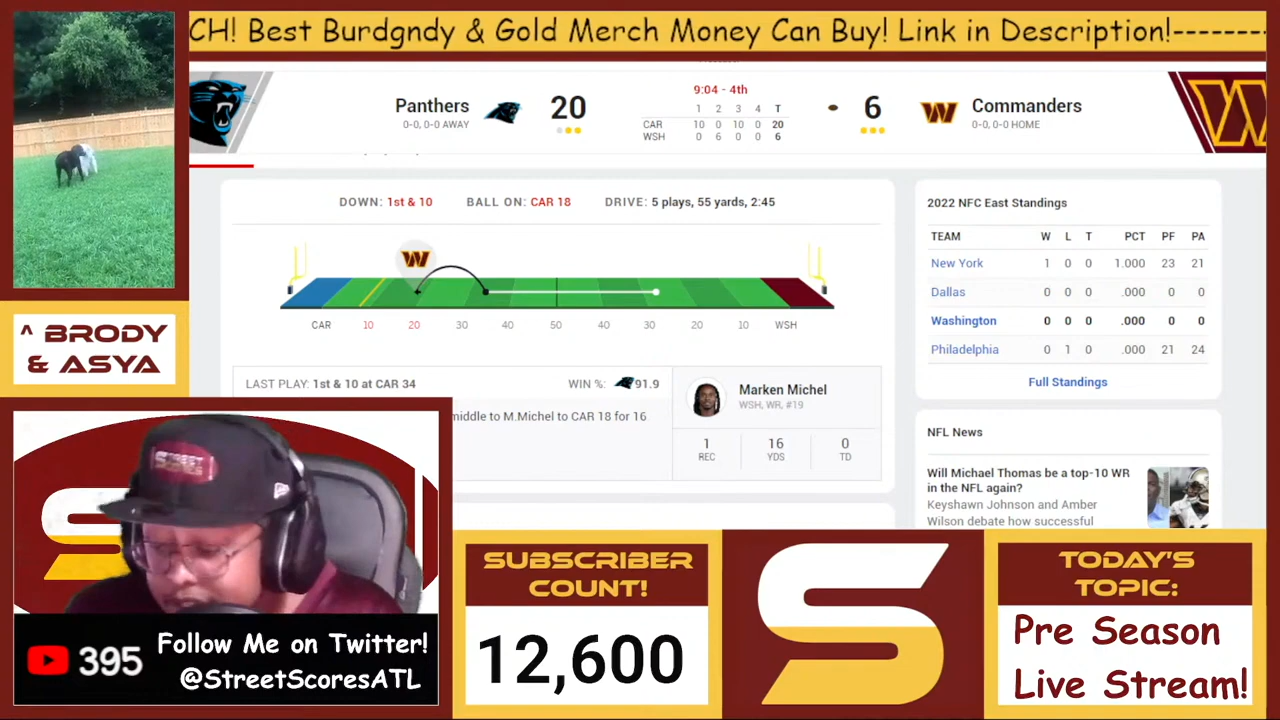 CH! Best Burdgndy & Gold Merch Money Can Buy! Link in Description!--------
Panthers
0-0, 0-0 AWAY
20
9:04 - 4th
1 2 3 4 T
CAR 10 0 10 0 20
WSH 0 6 0 0 6
6
Commanders
0-0, 0-0 HOME
DOWN: 1st & 10 BALL ON: CAR 18 DRIVE: 5 plays, 55 yards, 2:45
W
CAR 10 20 30 40 50 40 30 20 10 WSH
LAST PLAY: 1st & 10 at CAR 34 WIN %: 91.9
middle to M.Michel to CAR 18 for 16
Marken Michel
WSH, WR, #19
1 16 0
REC YDS TD
2022 NFC East Standings
TEAM W L T PCT PF PA
New York 1 0 0 1.000 23 21
Dallas 0 0 0 .000 0 0
Washington 0 0 0 .000 0 0
Philadelphia 0 1 0 .000 21 24
Full Standings
NFL News
Will Michael Thomas be a top-10 WR
in the NFL again?
Keyshawn Johnson and Amber
Wilson debate how successful
^ BRODY
& ASYA
STREET
395
Follow Me on Twitter!
@StreetScoresATL
SUBSCRIBER
COUNT!
12,600
S
TODAY'S
TOPIC:
Pre Season
Live Stream!